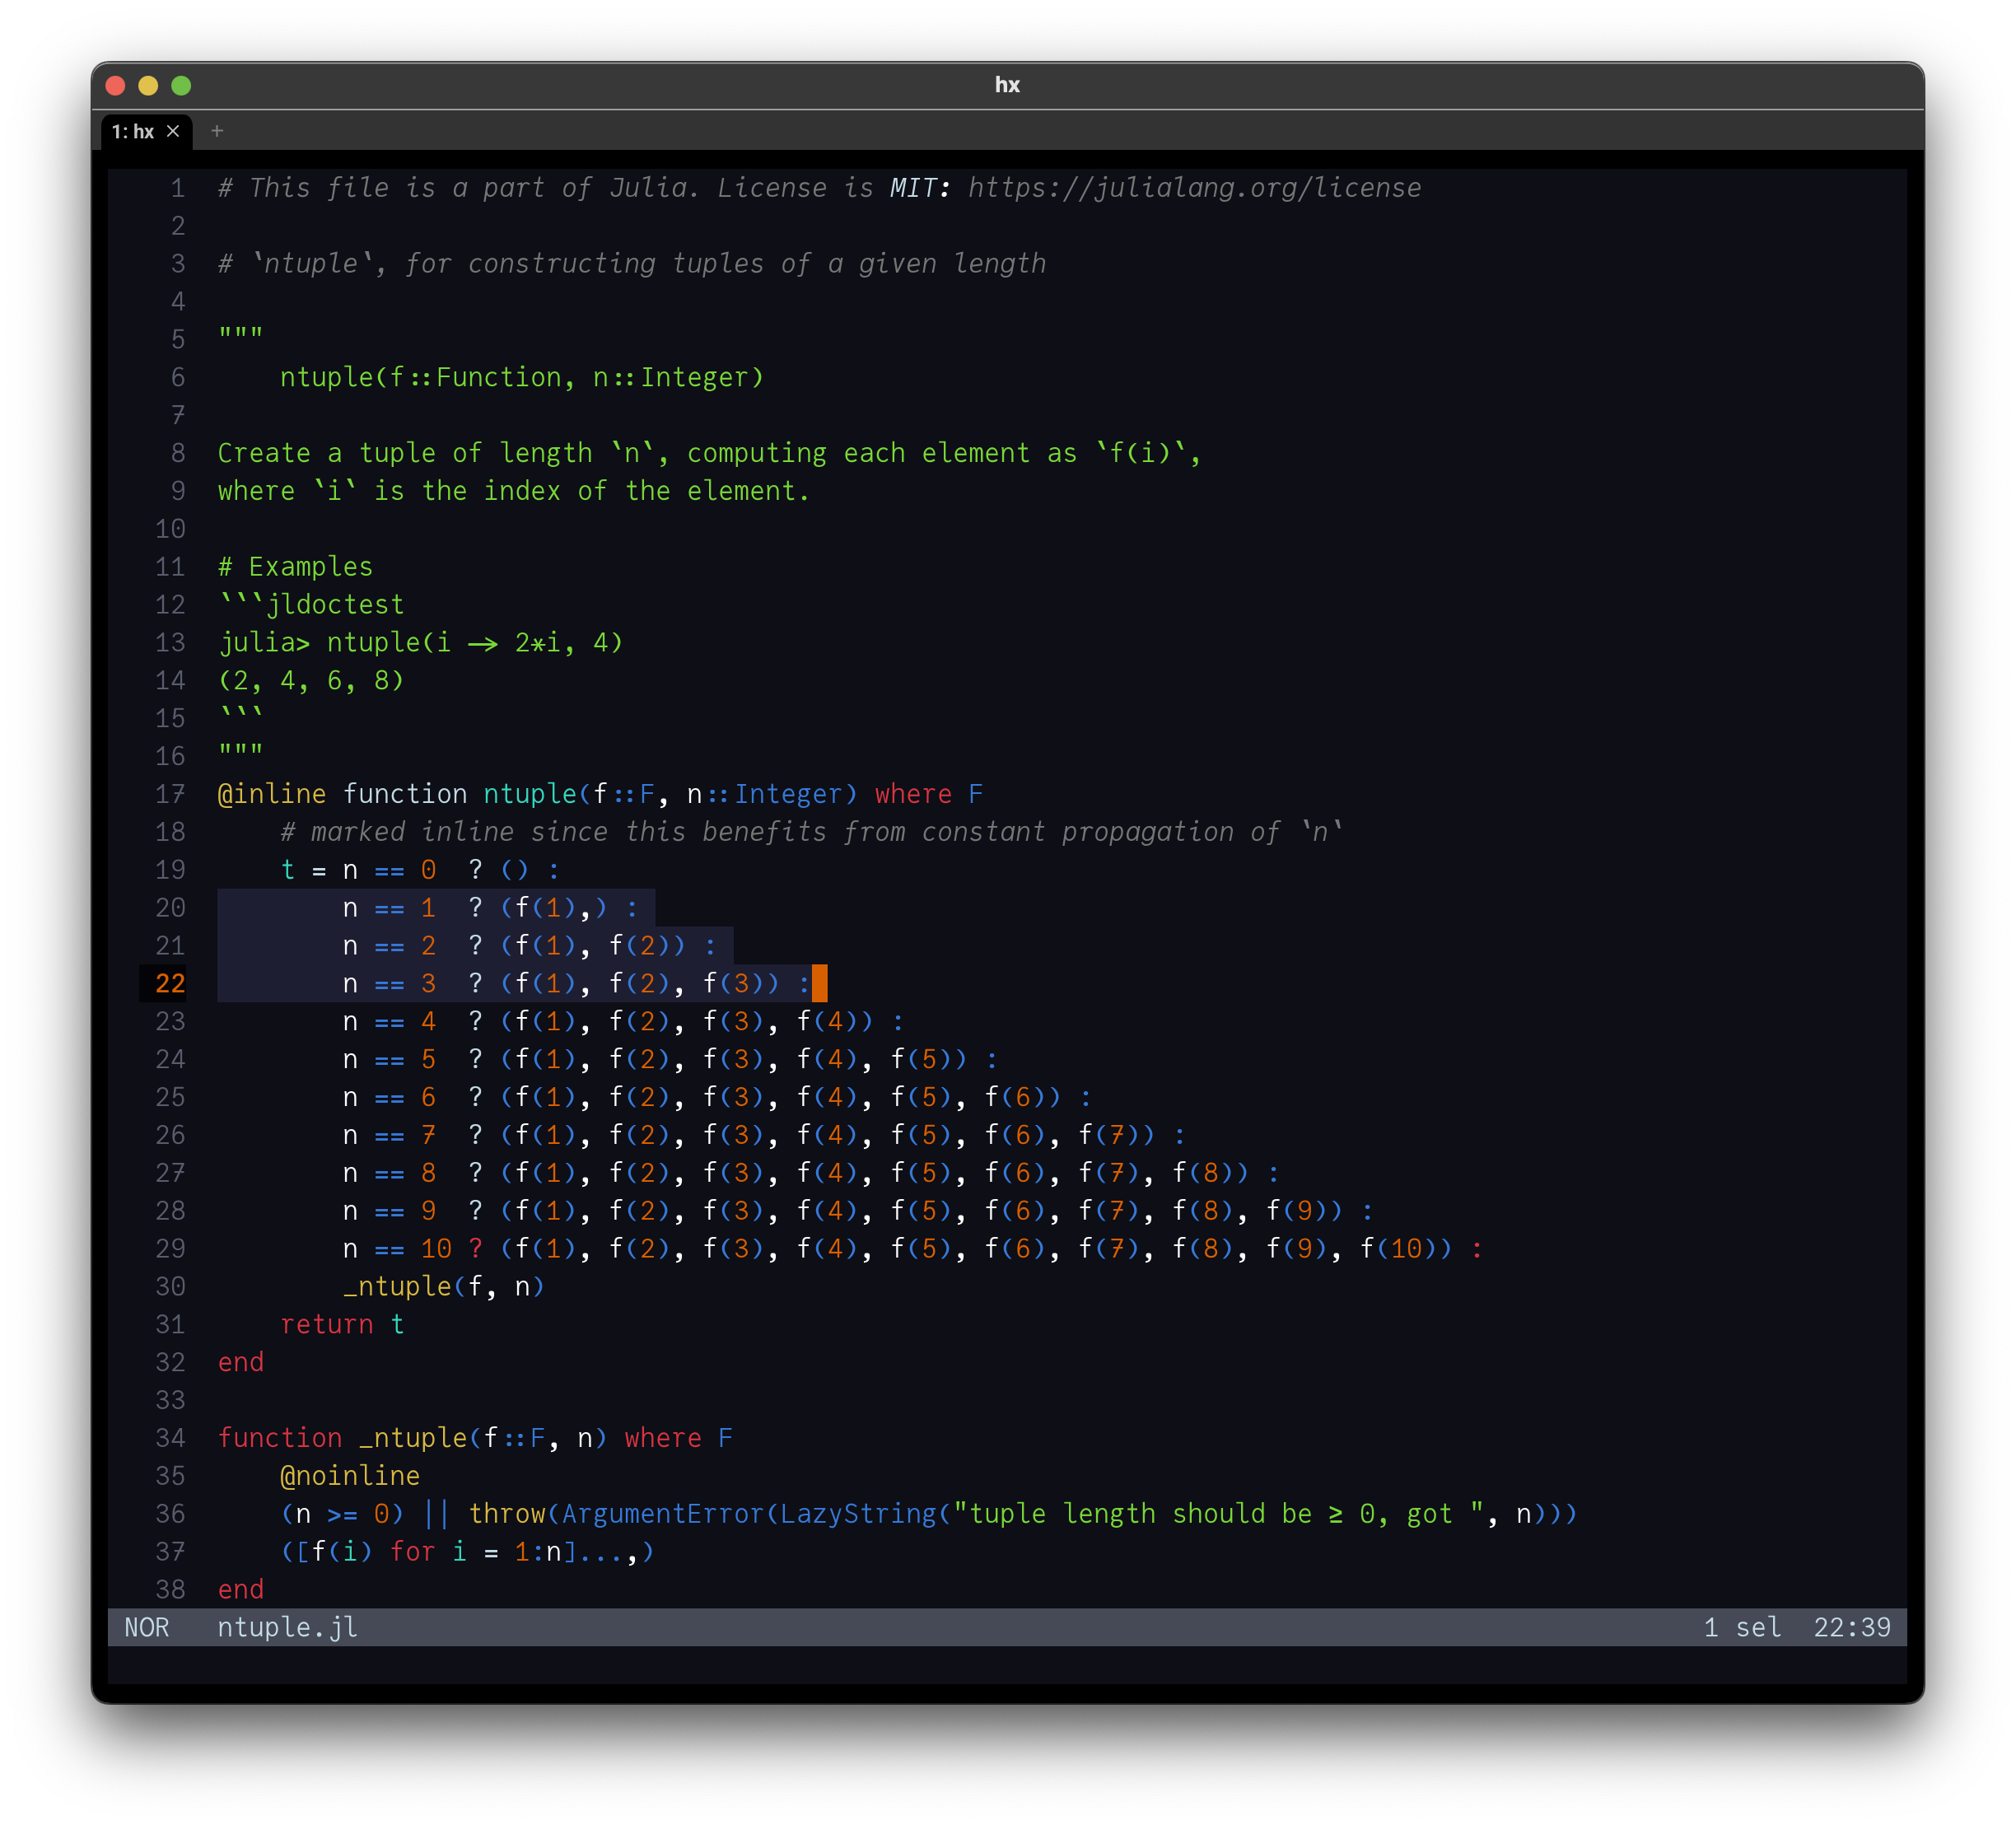 hx
1: hx × +
1 # This file is a part of Julia. License is MIT: https://julialang.org/license
2
3 # `ntuple`, for constructing tuples of a given length
4
5 """
6     ntuple(f::Function, n::Integer)
7
8 Create a tuple of length `n`, computing each element as `f(i)`,
9 where `i` is the index of the element.
10
11 # Examples
12 ```jldoctest
13 julia> ntuple(i -> 2*i, 4)
14 (2, 4, 6, 8)
15 ```
16 """
17 @inline function ntuple(f::F, n::Integer) where F
18     # marked inline since this benefits from constant propagation of `n`
19     t = n == 0  ? () :
20         n == 1  ? (f(1),) :
21         n == 2  ? (f(1), f(2)) :
22         n == 3  ? (f(1), f(2), f(3)) :
23         n == 4  ? (f(1), f(2), f(3), f(4)) :
24         n == 5  ? (f(1), f(2), f(3), f(4), f(5)) :
25         n == 6  ? (f(1), f(2), f(3), f(4), f(5), f(6)) :
26         n == 7  ? (f(1), f(2), f(3), f(4), f(5), f(6), f(7)) :
27         n == 8  ? (f(1), f(2), f(3), f(4), f(5), f(6), f(7), f(8)) :
28         n == 9  ? (f(1), f(2), f(3), f(4), f(5), f(6), f(7), f(8), f(9)) :
29         n == 10 ? (f(1), f(2), f(3), f(4), f(5), f(6), f(7), f(8), f(9), f(10)) :
30         _ntuple(f, n)
31     return t
32 end
33
34 function _ntuple(f::F, n) where F
35     @noinline
36     (n >= 0) || throw(ArgumentError(LazyString("tuple length should be ≥ 0, got ", n)))
37     ([f(i) for i = 1:n]...,)
38 end
NOR ntuple.jl 1 sel 22:39